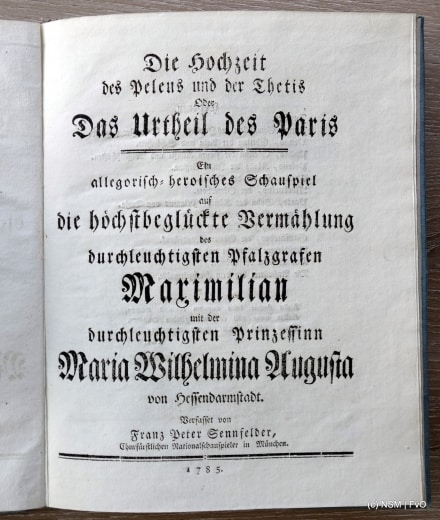 Die Hochzeit
des Peleus und der Thetis
Oder
Das Urtheil des Paris
Ein
allegorisch-heroisches Schauspiel
auf
die höchstbeglückte Vermählung
des
durchleuchtigsten Pfalzgrafen
Maximilian
mit der
durchleuchtigsten Prinzessinn
Maria Wilhelmina Augusta
von Hessendarmstadt.
Verfasset von
Franz Peter Sennfelder,
Churfürstlichen Nationalschauspieler in München.
1785.
(c) NSM | FvO